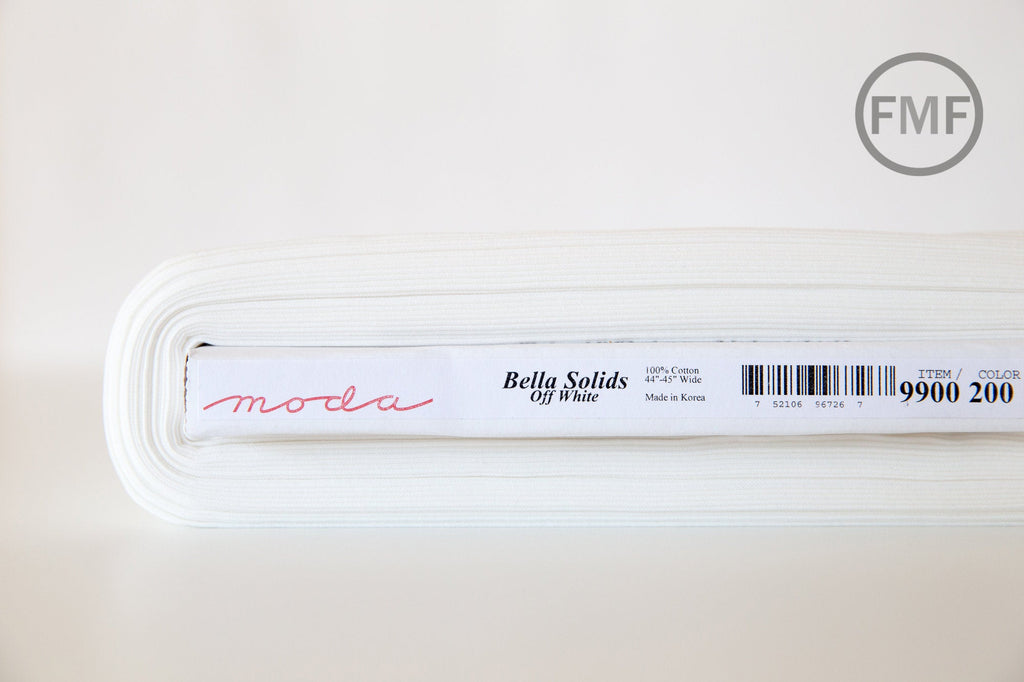 FMF
moda
Bella Solids
Off White
100% Cotton
44"-45" Wide
Made in Korea
7 52106 96726 7
ITEM / COLOR
9900 200